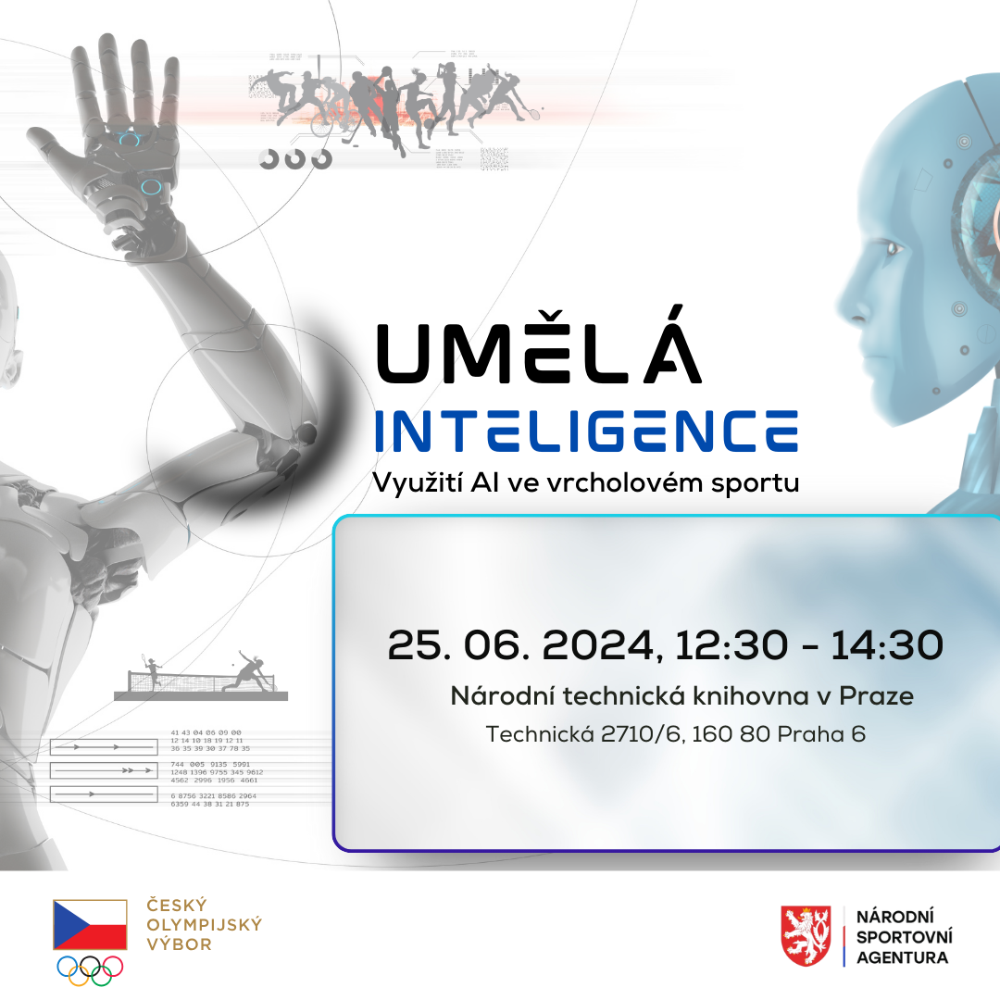 UMĚLÁ
INTELIGENCE
Využití AI ve vrcholovém sportu
25. 06. 2024, 12:30 - 14:30
Národní technická knihovna v Praze
Technická 2710/6, 160 80 Praha 6
41 43 04 06 09 00
12 14 10 18 19 12 11
36 35 39 30 37 78 35
744 005 9135 5991
1248 1396 9755 345 9612
4562 2996 1956 4661
6 8756 3221 8586 2964
6359 44 38 31 21 875
ČESKÝ
OLYMPIJSKÝ
VÝBOR
NÁRODNÍ
SPORTOVNÍ
AGENTURA